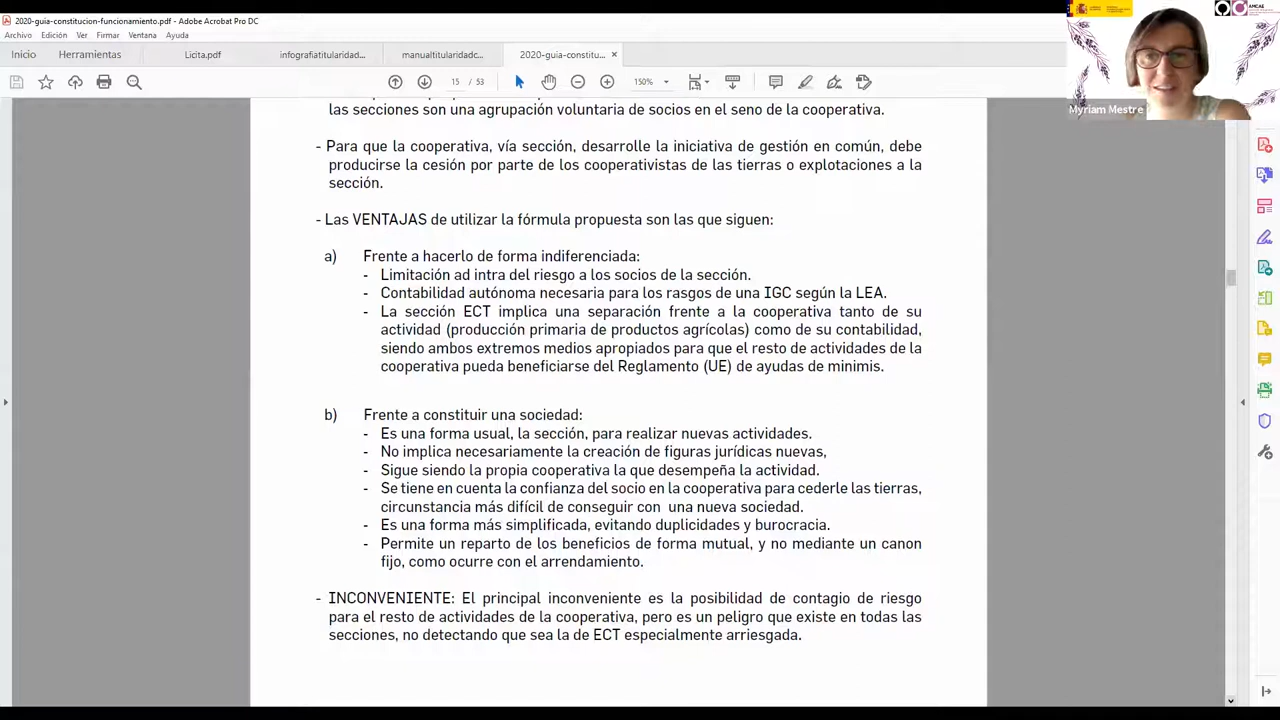 2020-guia-constitucion-funcionamiento.pdf - Adobe Acrobat Pro DC
Archivo Edición Ver Firmar Ventana Ayuda
Inicio Herramientas Licita.pdf infografiatitularidad... manualtitularidadc... 2020-guia-constitu... ×
15 / 53 150%
AMCAE
Myriam Mestre
las secciones son una agrupación voluntaria de socios en el seno de la cooperativa.
- Para que la cooperativa, vía sección, desarrolle la iniciativa de gestión en común, debe
producirse la cesión por parte de los cooperativistas de las tierras o explotaciones a la
sección.
- Las VENTAJAS de utilizar la fórmula propuesta son las que siguen:
a) Frente a hacerlo de forma indiferenciada:
- Limitación ad intra del riesgo a los socios de la sección.
- Contabilidad autónoma necesaria para los rasgos de una IGC según la LEA.
- La sección ECT implica una separación frente a la cooperativa tanto de su
actividad (producción primaria de productos agrícolas) como de su contabilidad,
siendo ambos extremos medios apropiados para que el resto de actividades de la
cooperativa pueda beneficiarse del Reglamento (UE) de ayudas de minimis.
b) Frente a constituir una sociedad:
- Es una forma usual, la sección, para realizar nuevas actividades.
- No implica necesariamente la creación de figuras jurídicas nuevas,
- Sigue siendo la propia cooperativa la que desempeña la actividad.
- Se tiene en cuenta la confianza del socio en la cooperativa para cederle las tierras,
circunstancia más difícil de conseguir con una nueva sociedad.
- Es una forma más simplificada, evitando duplicidades y burocracia.
- Permite un reparto de los beneficios de forma mutual, y no mediante un canon
fijo, como ocurre con el arrendamiento.
- INCONVENIENTE: El principal inconveniente es la posibilidad de contagio de riesgo
para el resto de actividades de la cooperativa, pero es un peligro que existe en todas las
secciones, no detectando que sea la de ECT especialmente arriesgada.